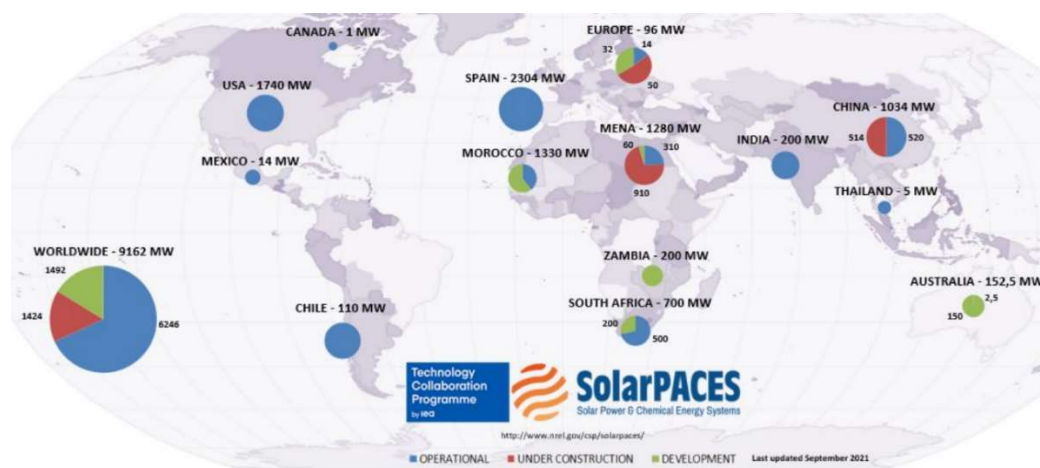 CANADA - 1 MW
EUROPE - 96 MW
32
14
50
USA - 1740 MW
SPAIN - 2304 MW
CHINA - 1034 MW
514
520
MENA - 1280 MW
60
310
910
INDIA - 200 MW
MEXICO - 14 MW
MOROCCO - 1330 MW
THAILAND - 5 MW
WORLDWIDE - 9162 MW
1492
1424
6246
ZAMBIA - 200 MW
AUSTRALIA - 152,5 MW
2,5
150
CHILE - 110 MW
SOUTH AFRICA - 700 MW
200
500
Technology
Collaboration
Programme
by iea
SolarPACES
Solar Power & Chemical Energy Systems
http://www.nrel.gov/csp/solarpaces/
OPERATIONAL UNDER CONSTRUCTION DEVELOPMENT Last updated September 2021